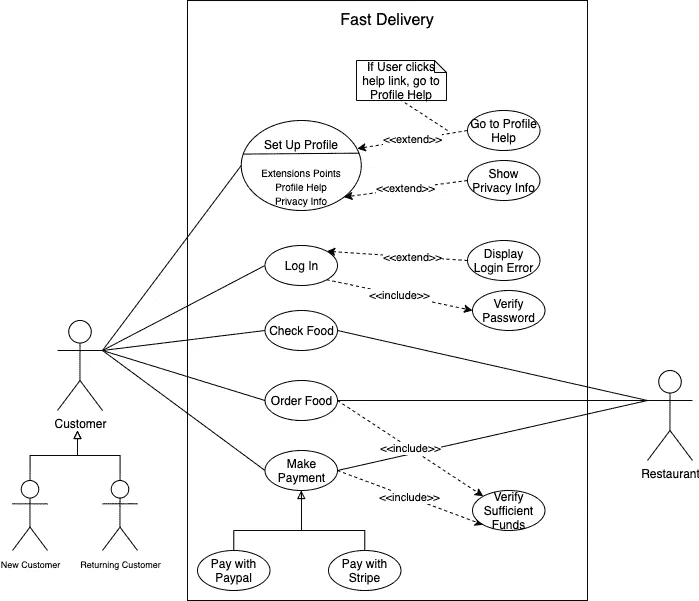 Fast Delivery
If User clicks
help link, go to
Profile Help
Go to Profile
Help
<<extend>>
Set Up Profile
Extensions Points
Profile Help
Privacy Info
<<extend>>
Show
Privacy Info
Log In
<<extend>>
Display
Login Error
<<include>>
Verify
Password
Check Food
Customer
Order Food
Restaurant
<<include>>
Make
Payment
<<include>>
Verify
Sufficient
Funds
New Customer
Returning Customer
Pay with
Paypal
Pay with
Stripe